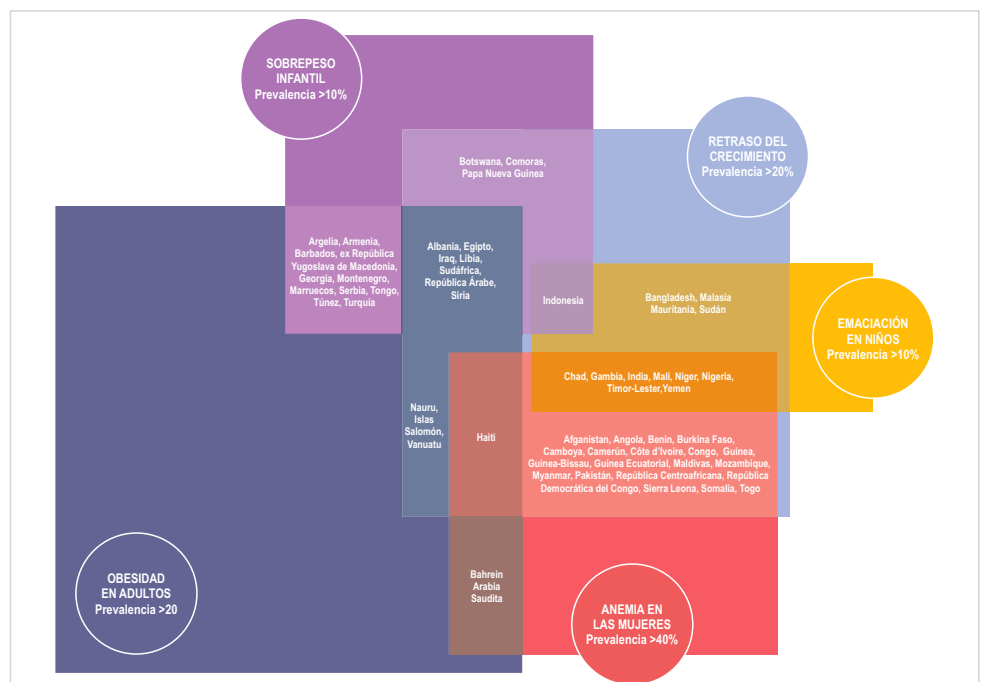 SOBREPESO
INFANTIL
Prevalencia >10%
RETRASO DEL
CRECIMIENTO
Prevalencia >20%
Botswana, Comoras,
Papa Nueva Guinea
Argelia, Armenia,
Barbados, ex República
Yugoslava de Macedonia,
Georgia, Montenegro,
Marruecos, Serbia, Tongo,
Túnez, Turquía
Albania, Egipto,
Iraq, Libia,
Sudáfrica,
República Árabe,
Siria
Indonesia
Bangladesh, Malasia
Mauritania, Sudán
EMACIACIÓN
EN NIÑOS
Prevalencia >10%
Chad, Gambia, India, Mali, Niger, Nigeria,
Timor-Lester,Yemen
Nauru,
Islas
Salomón,
Vanuatu
Haití
Afganistan, Angola, Benin, Burkina Faso,
Camboya, Camerún, Côte d'Ivoire, Congo, Guinea,
Guinea-Bissau, Guinea Ecuatorial, Maldivas, Mozambique,
Myanmar, Pakistán, República Centroafricana, República
Democrática del Congo, Sierra Leona, Somalia, Togo
OBESIDAD
EN ADULTOS
Prevalencia >20
Bahrein
Arabia
Saudita
ANEMIA EN
LAS MUJERES
Prevalencia >40%